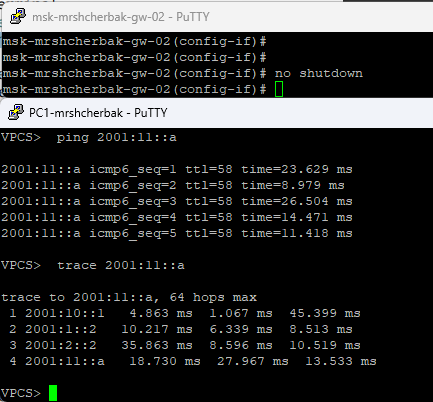 msk-mrshcherbak-gw-02 - PuTTY
msk-mrshcherbak-gw-02(config-if)#
msk-mrshcherbak-gw-02(config-if)#
msk-mrshcherbak-gw-02(config-if)# no shutdown
msk-mrshcherbak-gw-02(config-if)#
PC1-mrshcherbak - PuTTY
VPCS> ping 2001:11::a
2001:11::a icmp6_seq=1 ttl=58 time=23.629 ms
2001:11::a icmp6_seq=2 ttl=58 time=8.979 ms
2001:11::a icmp6_seq=3 ttl=58 time=26.504 ms
2001:11::a icmp6_seq=4 ttl=58 time=14.471 ms
2001:11::a icmp6_seq=5 ttl=58 time=11.418 ms
VPCS> trace 2001:11::a
trace to 2001:11::a, 64 hops max
1 2001:10::1 4.863 ms 1.067 ms 45.399 ms
2 2001:1::2 10.217 ms 6.339 ms 8.513 ms
3 2001:2::2 35.863 ms 8.596 ms 10.519 ms
4 2001:11::a 18.730 ms 27.967 ms 13.533 ms
VPCS>